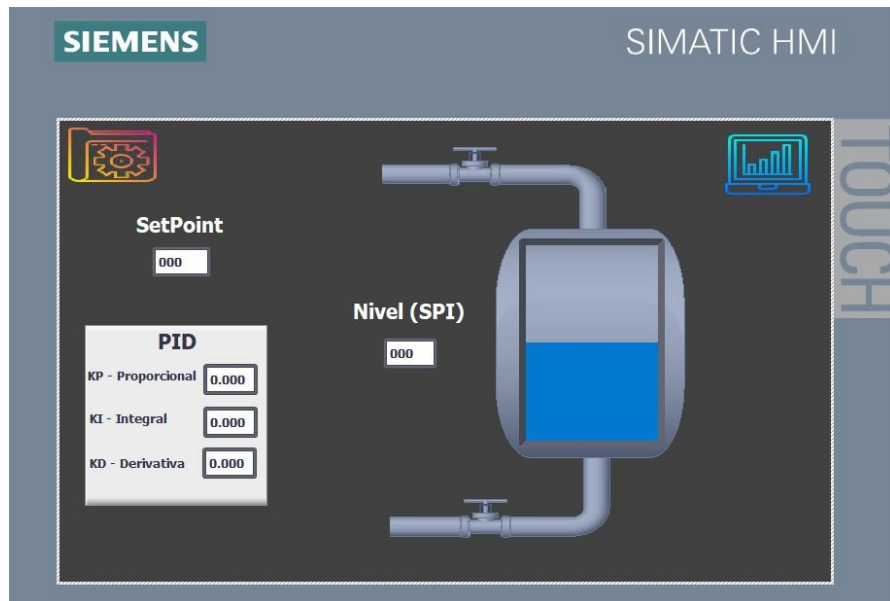 SIEMENS
SIMATIC HMI
TOUCH
SetPoint
000
Nivel (SPI)
000
PID
KP - Proporcional 0.000
KI - Integral 0.000
KD - Derivativa 0.000